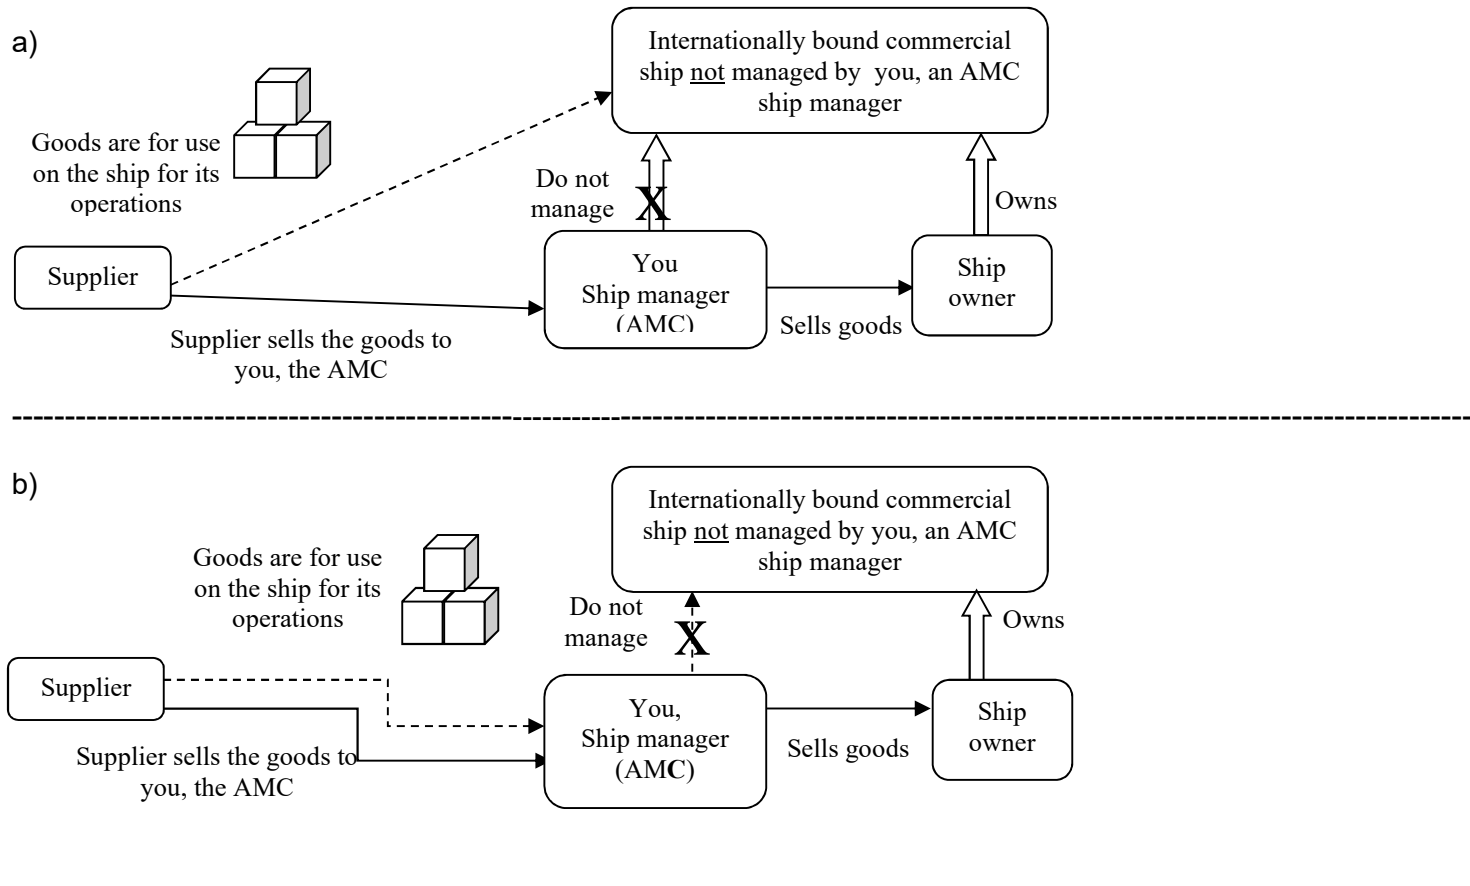 a)
Internationally bound commercial
ship not managed by  you, an AMC
ship manager
Goods are for use
on the ship for its
operations
Do not
manage
X
Owns
Supplier
You
Ship manager
(AMC)
Ship
owner
Sells goods
Supplier sells the goods to
you, the AMC
b)
Internationally bound commercial
ship not managed by you, an AMC
ship manager
Goods are for use
on the ship for its
operations
Do not
manage
X
Owns
Supplier
You,
Ship manager
(AMC)
Ship
owner
Sells goods
Supplier sells the goods to
you, the AMC